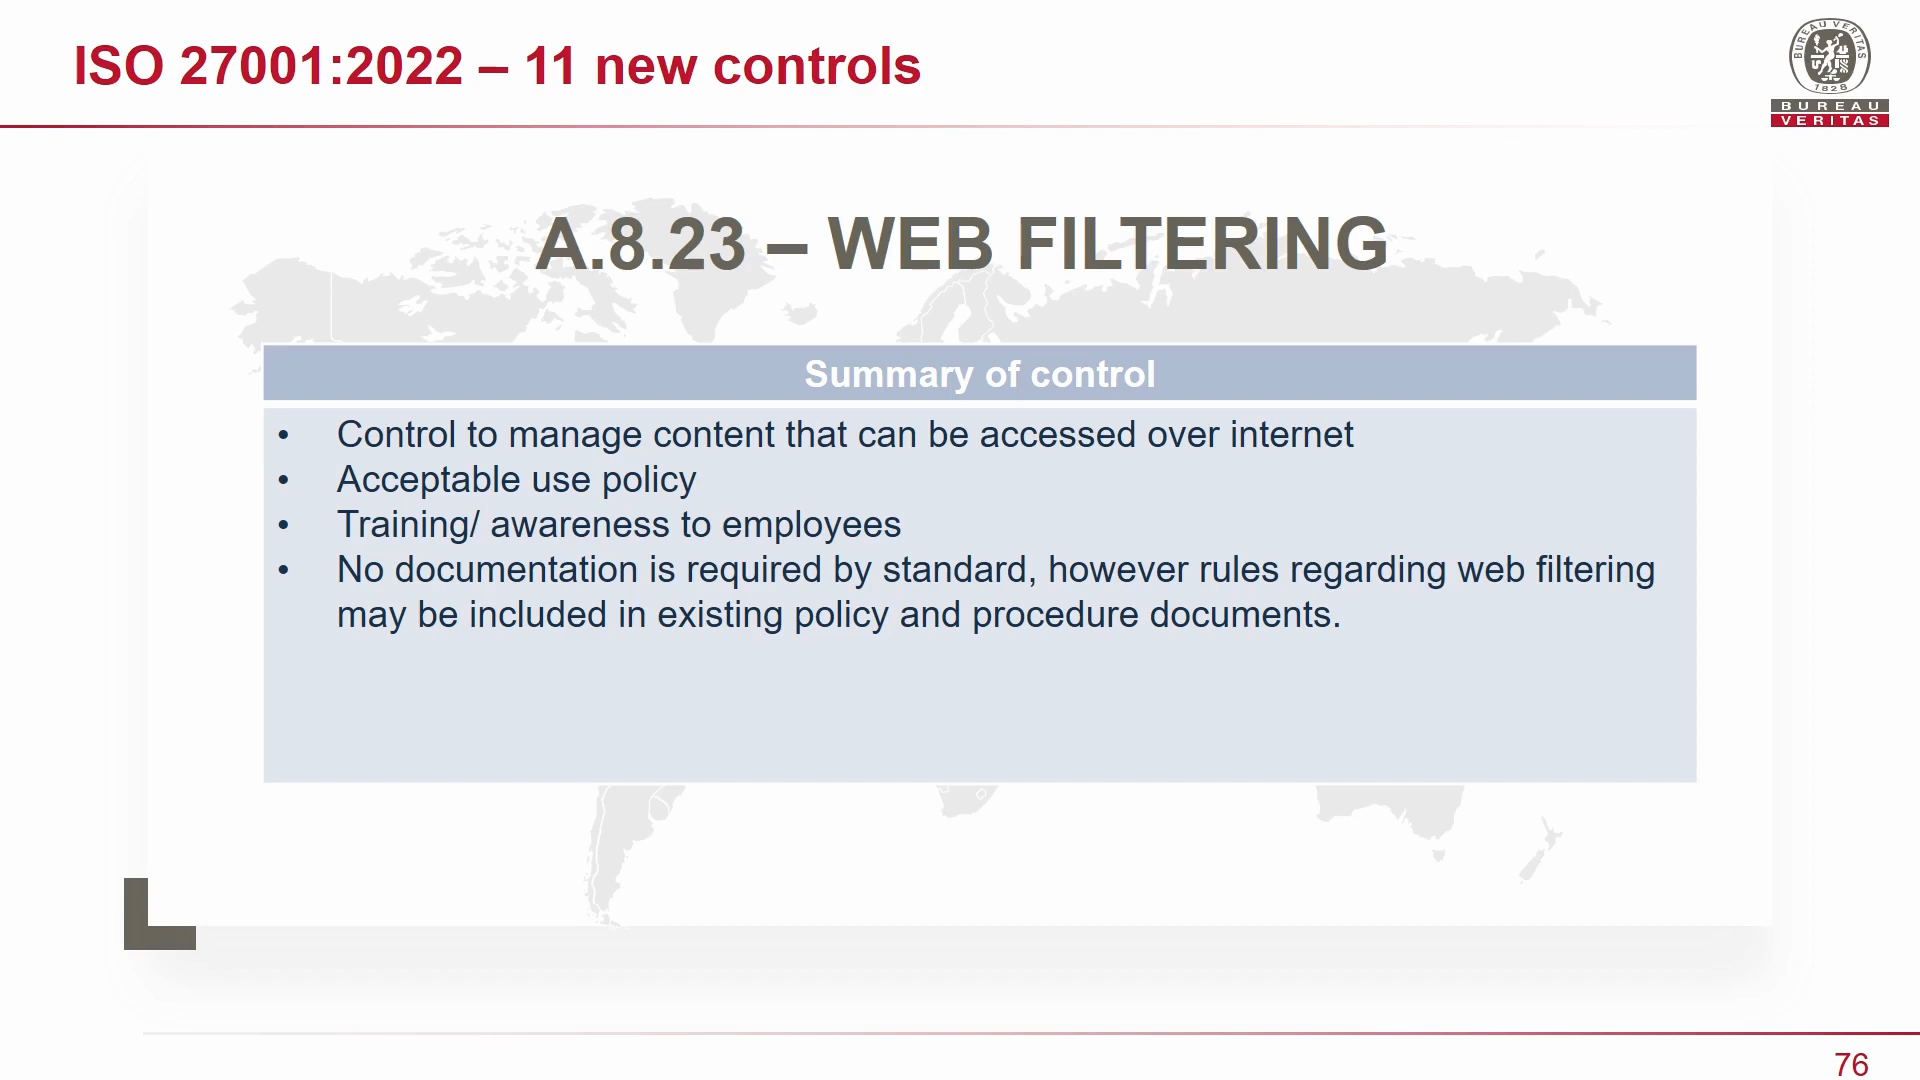 ISO 27001:2022 – 11 new controls
BUREAU VERITAS
1828
BUREAU
VERITAS
A.8.23 – WEB FILTERING
Summary of control
• Control to manage content that can be accessed over internet
• Acceptable use policy
• Training/ awareness to employees
• No documentation is required by standard, however rules regarding web filtering
may be included in existing policy and procedure documents.
76